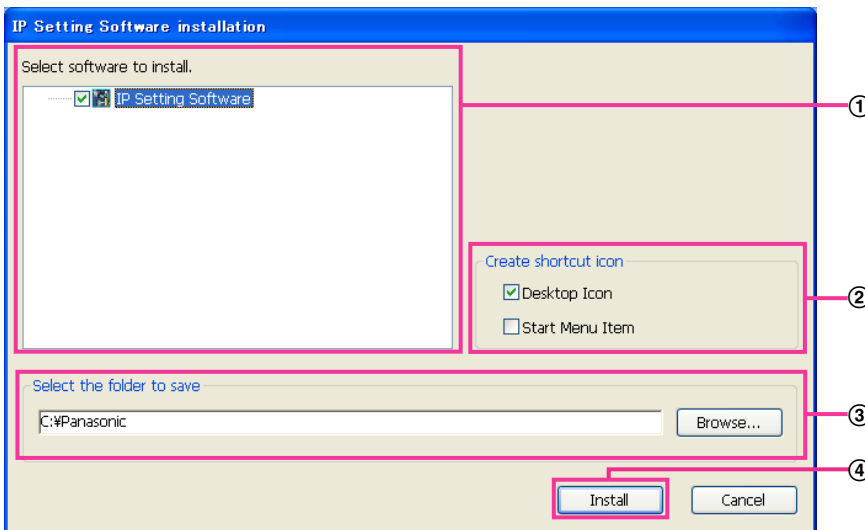 IP Setting Software installation
Select software to install.
IP Setting Software
①
Create shortcut icon
Desktop Icon
②
Start Menu Item
Select the folder to save
C:¥Panasonic
Browse...
③
④
Install
Cancel